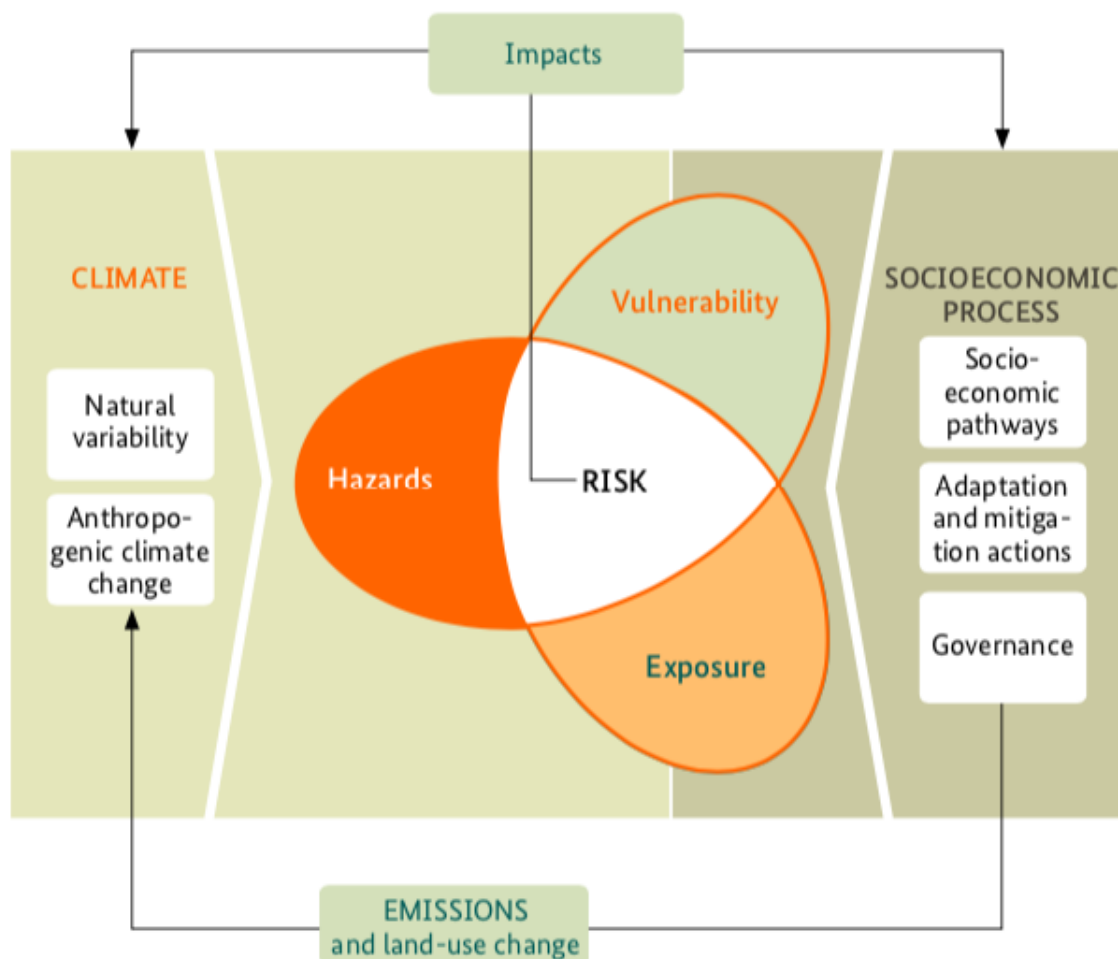 Impacts
CLIMATE
Natural
variability
Anthropo-
genic climate
change
Hazards
RISK
Vulnerability
Exposure
SOCIOECONOMIC
PROCESS
Socio-
economic
pathways
Adaptation
and mitiga-
tion actions
Governance
EMISSIONS
and land-use change